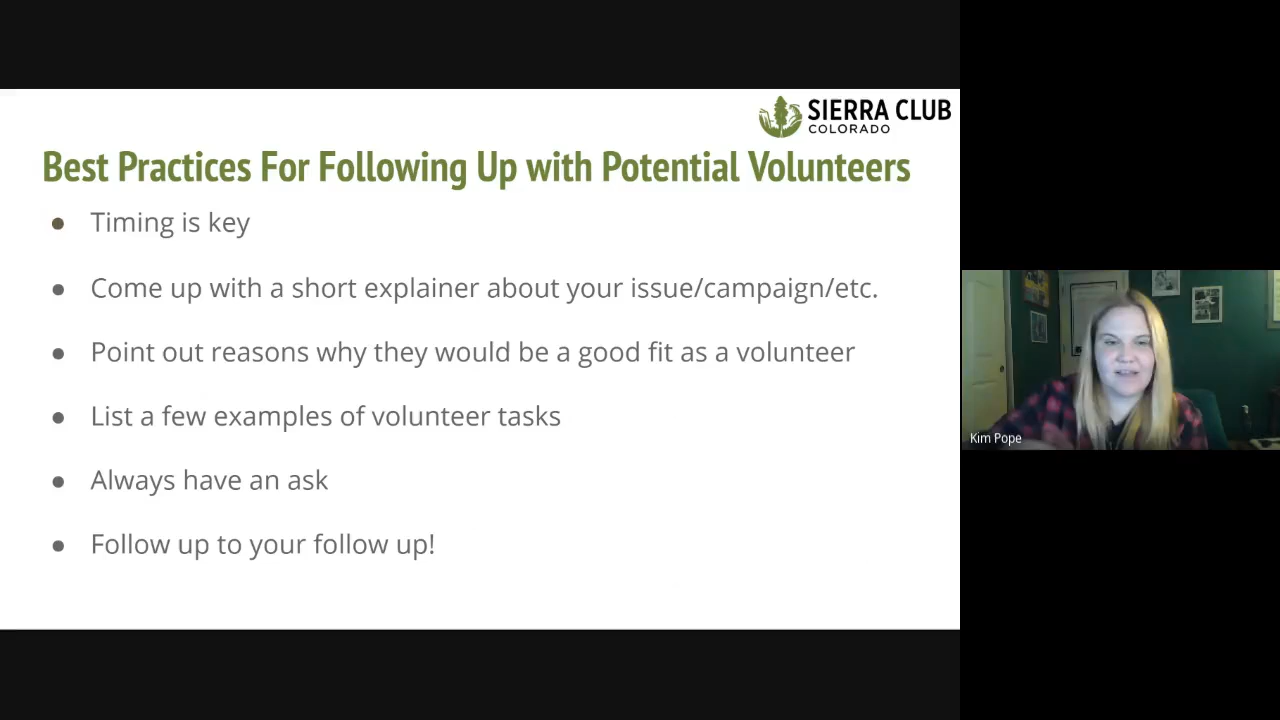 SIERRA CLUB
COLORADO
Best Practices For Following Up with Potential Volunteers
● Timing is key
● Come up with a short explainer about your issue/campaign/etc.
● Point out reasons why they would be a good fit as a volunteer
● List a few examples of volunteer tasks
● Always have an ask
● Follow up to your follow up!
Kim Pope